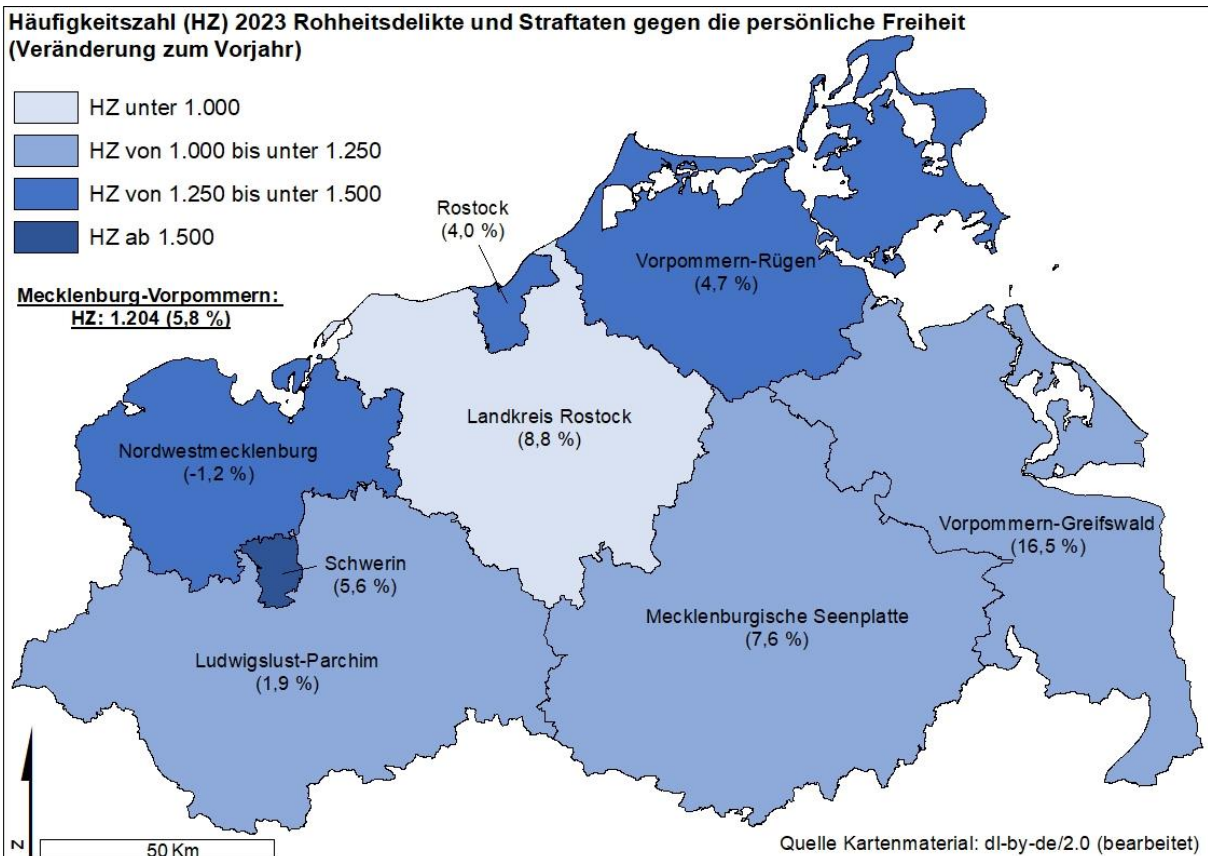 Häufigkeitszahl (HZ) 2023 Rohheitsdelikte und Straftaten gegen die persönliche Freiheit
(Veränderung zum Vorjahr)
HZ unter 1.000
HZ von 1.000 bis unter 1.250
HZ von 1.250 bis unter 1.500
HZ ab 1.500
Mecklenburg-Vorpommern:
HZ: 1.204 (5,8 %)
Rostock
(4,0 %)
Vorpommern-Rügen
(4,7 %)
Landkreis Rostock
(8,8 %)
Nordwestmecklenburg
(-1,2 %)
Vorpommern-Greifswald
(16,5 %)
Schwerin
(5,6 %)
Mecklenburgische Seenplatte
(7,6 %)
Ludwigslust-Parchim
(1,9 %)
N
50 Km
Quelle Kartenmaterial: dl-by-de/2.0 (bearbeitet)